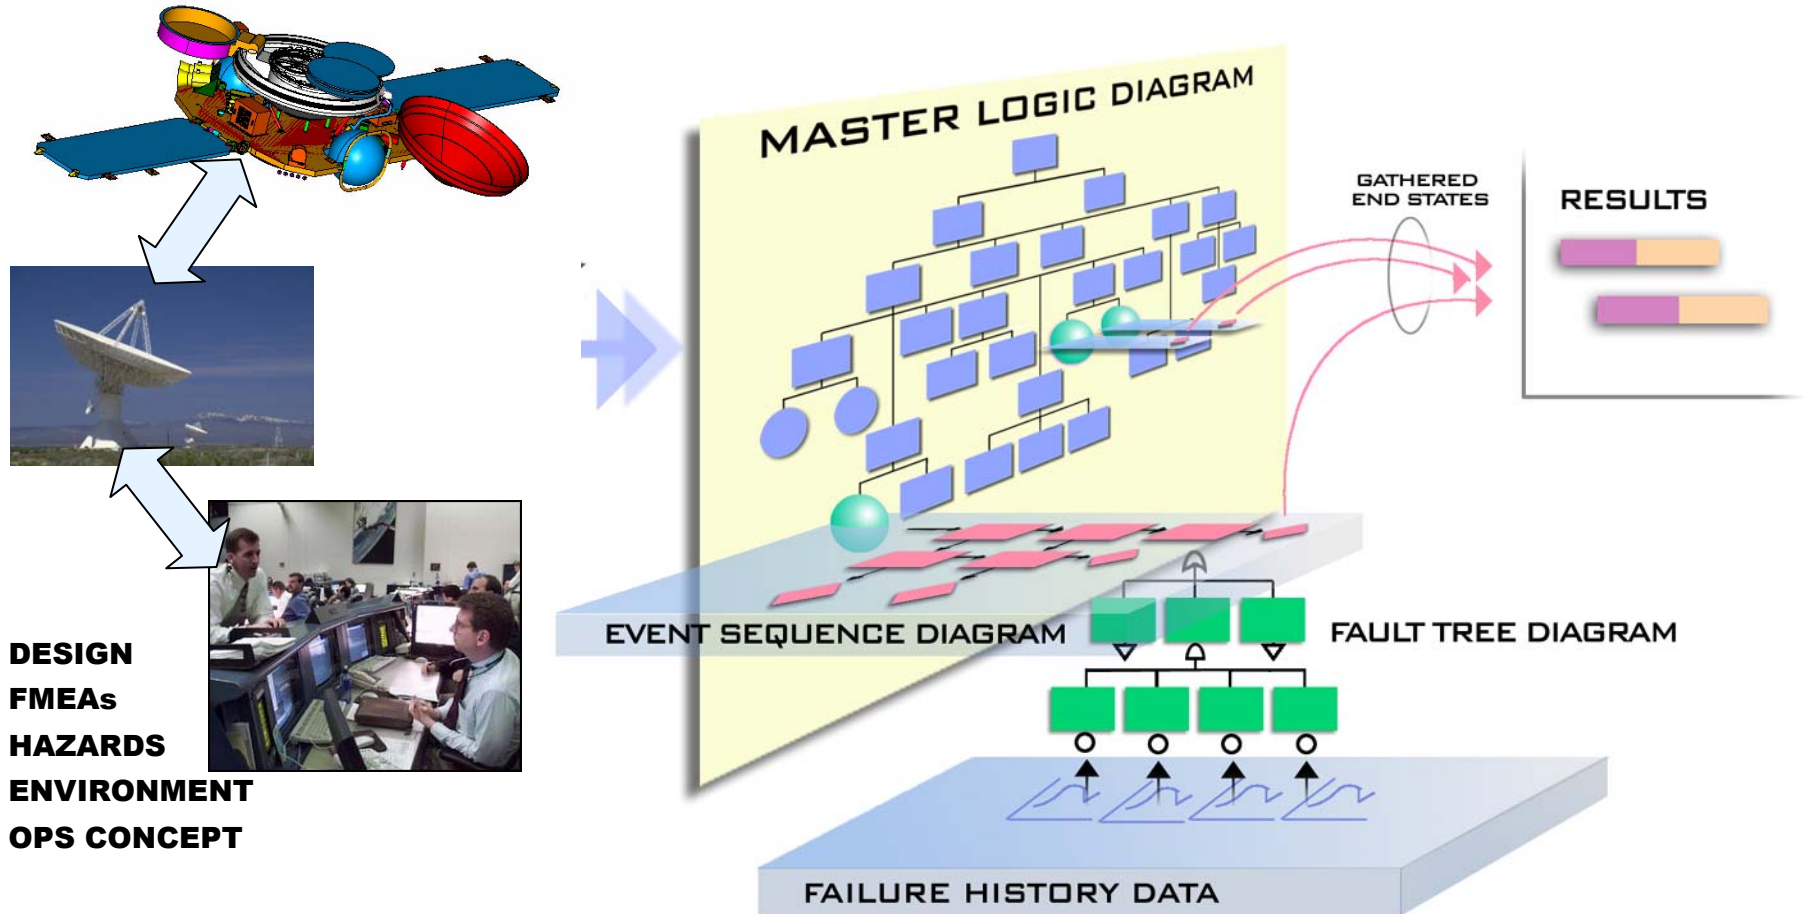 MASTER LOGIC DIAGRAM
GATHERED
END STATES
RESULTS
EVENT SEQUENCE DIAGRAM
FAULT TREE DIAGRAM
DESIGN
FMEAs
HAZARDS
ENVIRONMENT
OPS CONCEPT
FAILURE HISTORY DATA